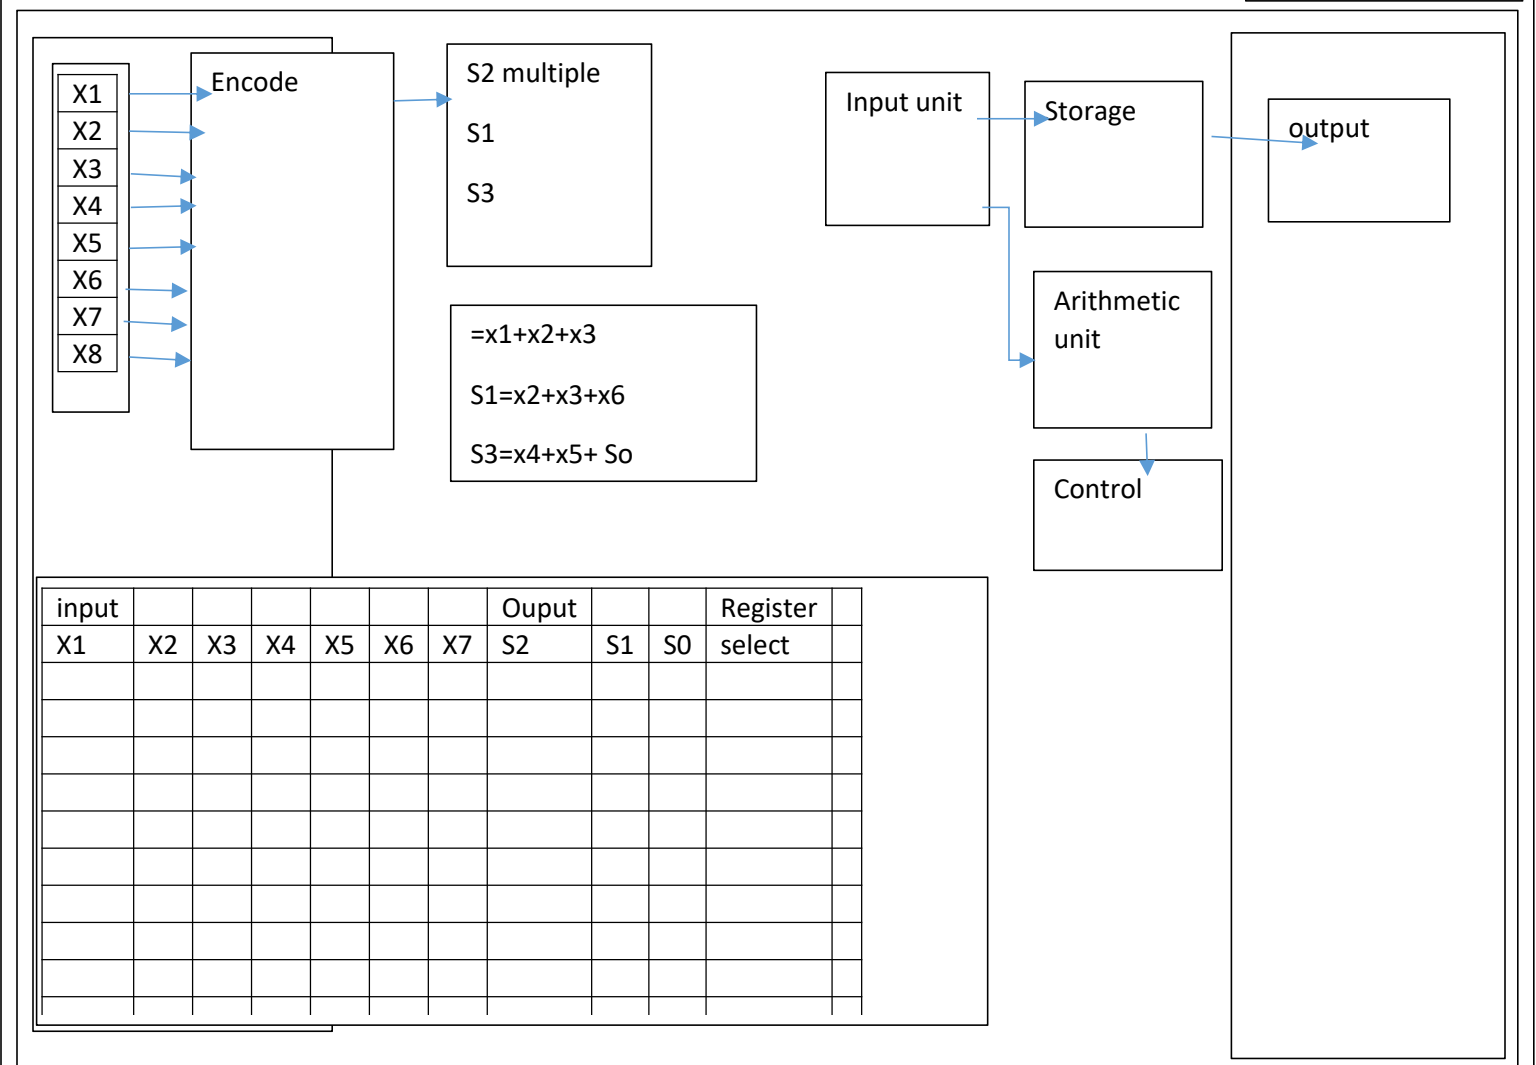 X1
X2
X3
X4
X5
X6
X7
X8
Encode
S2 multiple
S1
S3
=x1+x2+x3
S1=x2+x3+x6
S3=x4+x5+ So
Input unit
Storage
output
Arithmetic
unit
Control
input Ouput Register
X1 X2 X3 X4 X5 X6 X7 S2 S1 S0 select